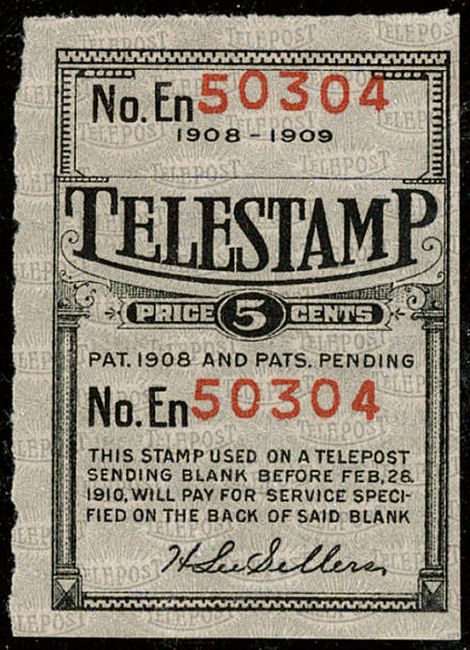 No. En 50304
1908-1909
TELESTAMP
PRICE 5 CENTS
PAT. 1908 AND PATS. PENDING
No. En 50304
THIS STAMP USED ON A TELEPOST
SENDING BLANK BEFORE FEB, 28.
1910, WILL PAY FOR SERVICE SPECI-
FIED ON THE BACK OF SAID BLANK
H Lee Sellers